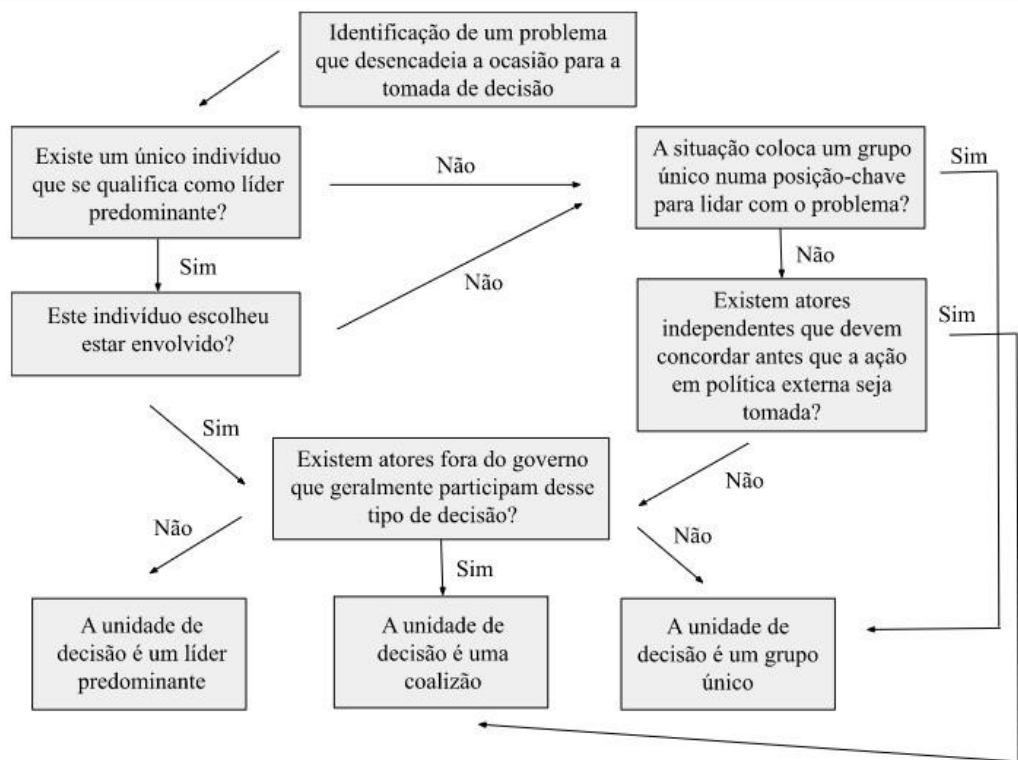 Identificação de um problema
que desencadeia a ocasião para a
tomada de decisão
Existe um único indivíduo
que se qualifica como líder
predominante?
Não
A situação coloca um grupo
único numa posição-chave
para lidar com o problema?
Sim
Sim
Não
Não
Este indivíduo escolheu
estar envolvido?
Existem atores
independentes que devem
concordar antes que a ação
em política externa seja
tomada?
Sim
Sim
Existem atores fora do governo
que geralmente participam desse
tipo de decisão?
Não
Não
Sim
Não
A unidade de
decisão é um líder
predominante
A unidade de
decisão é uma
coalizão
A unidade de
decisão é um grupo
único